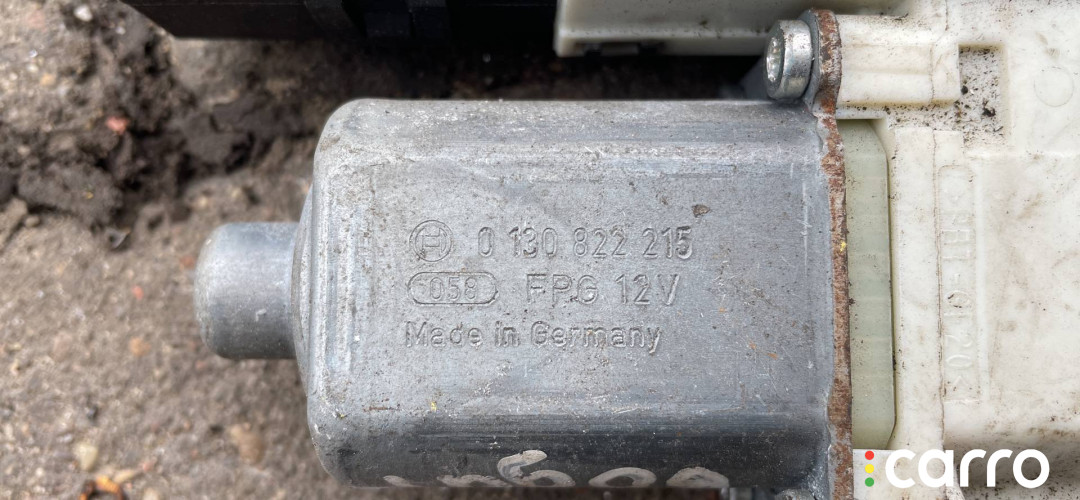 0 130 822 215
058 FPG 12V
Made in Germany
carro